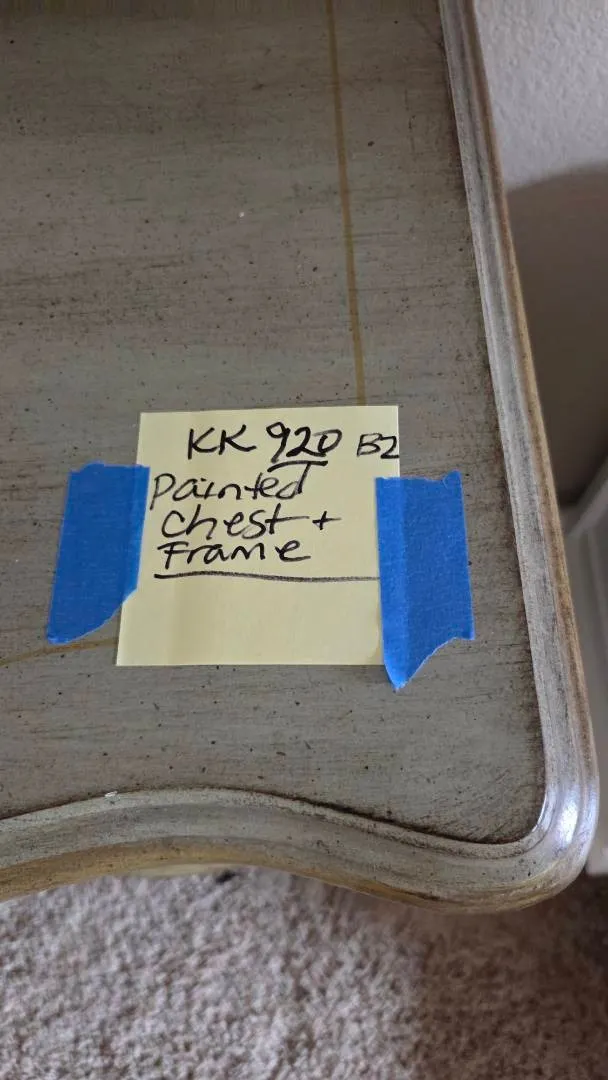 KK 920 B2
Painted
Chest +
Frame